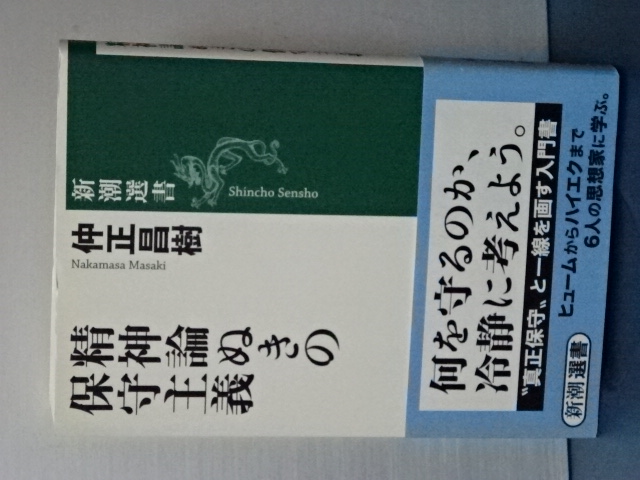 精神論ぬきの
保守主義
仲正昌樹
Nakamasa Masaki
新潮選書
Shincho Sensho
何を守るのか、
冷静に考えよう。
〝真正保守〟と一線を画す入門書
ヒュームからハイエクまで
6人の思想家に学ぶ。
新潮選書